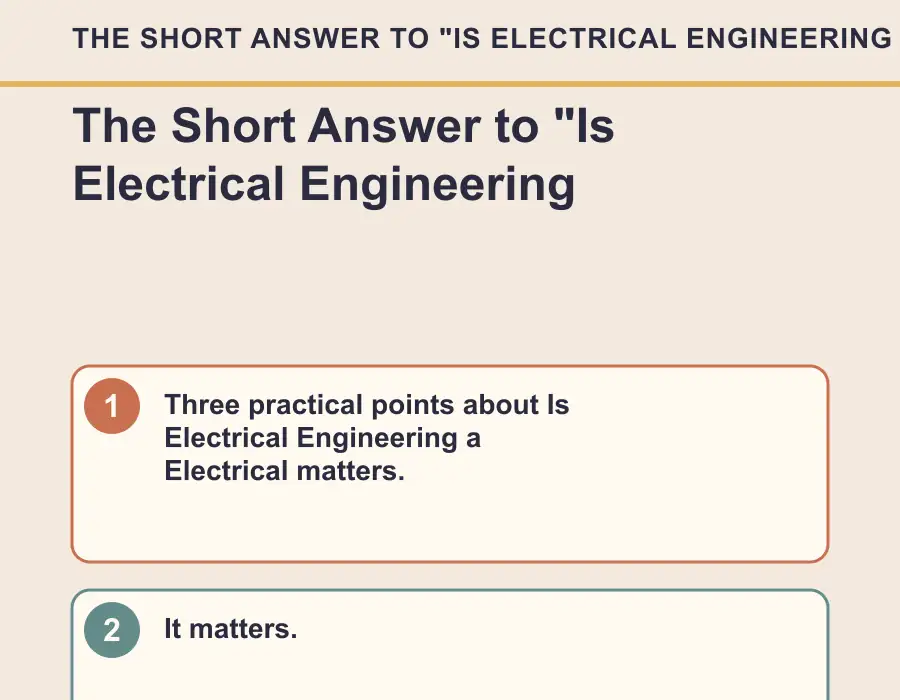 THE SHORT ANSWER TO "IS ELECTRICAL ENGINEERING
The Short Answer to "Is
Electrical Engineering
1
Three practical points about Is
Electrical Engineering a
Electrical matters.
2
It matters.